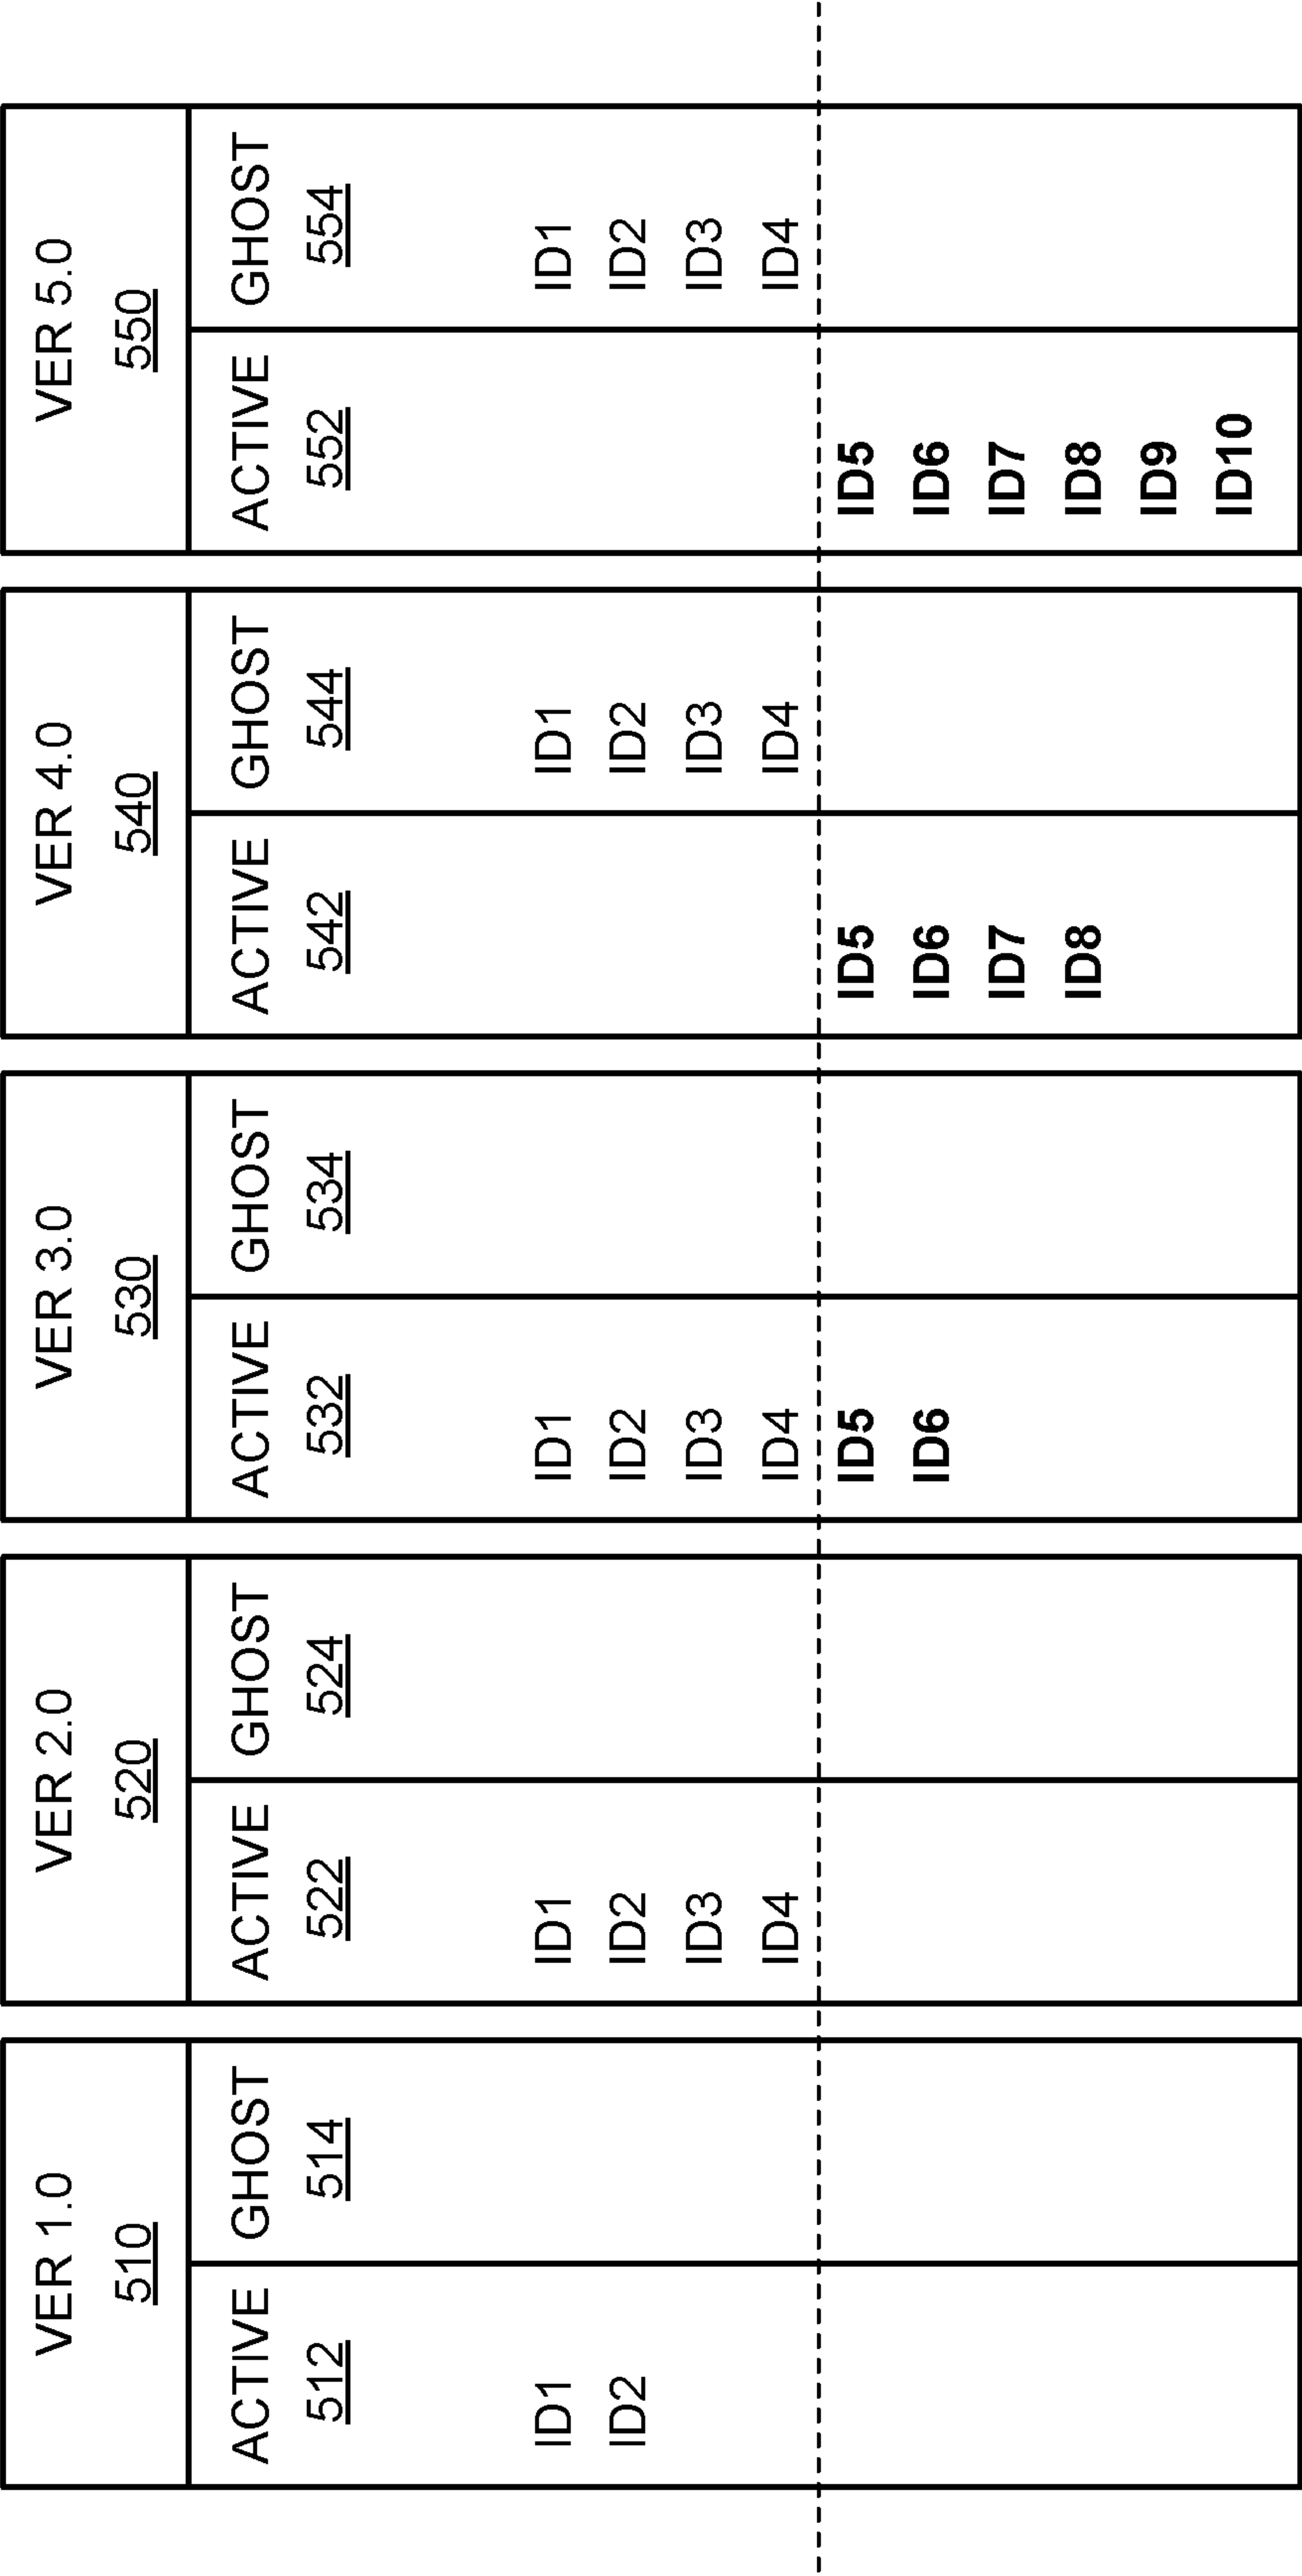 VER 1.0
510
ACTIVE
512
ID1
ID2
GHOST
514
VER 2.0
520
ACTIVE
522
ID1
ID2
ID3
ID4
GHOST
524
VER 3.0
530
ACTIVE
532
ID1
ID2
ID3
ID4
ID5
ID6
GHOST
534
VER 4.0
540
ACTIVE
542
ID5
ID6
ID7
ID8
GHOST
544
ID1
ID2
ID3
ID4
VER 5.0
550
ACTIVE
552
ID5
ID6
ID7
ID8
ID9
ID10
GHOST
554
ID1
ID2
ID3
ID4